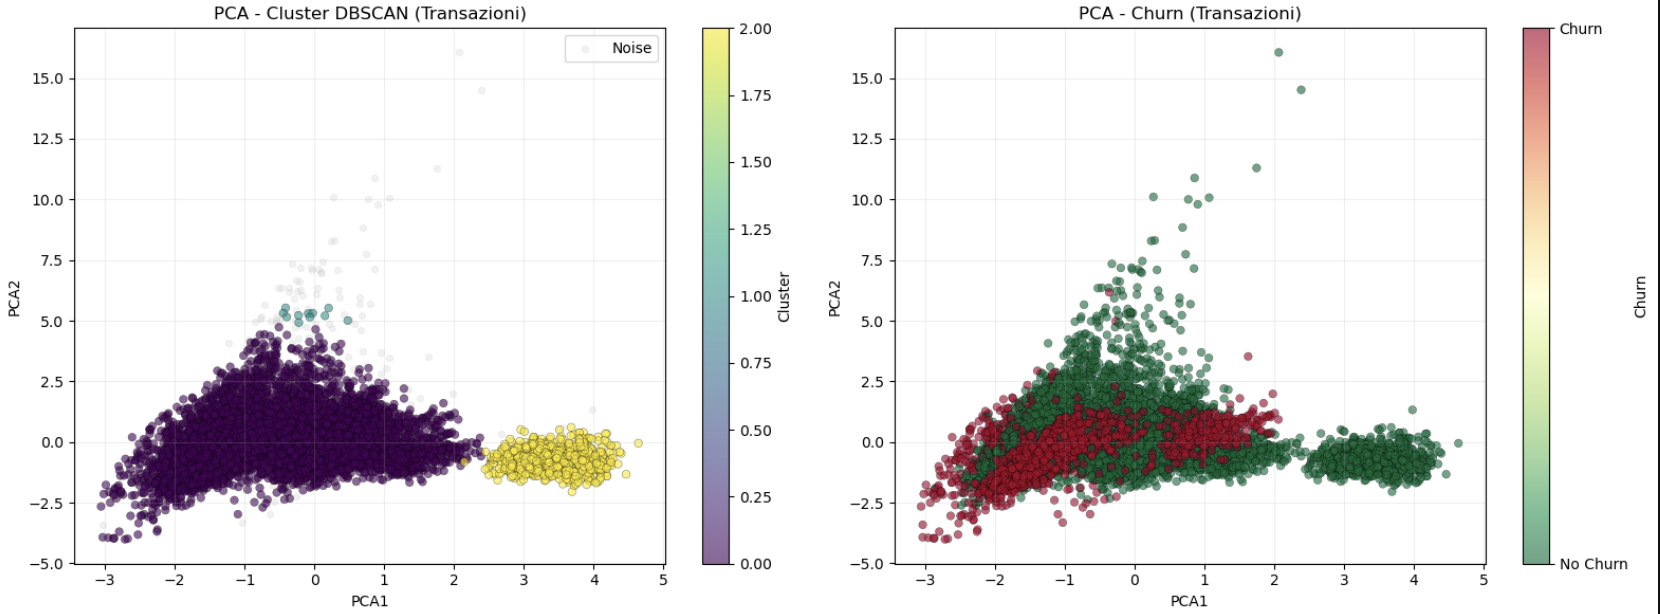 PCA - Cluster DBSCAN (Transazioni)
Noise
15.0
12.5
10.0
7.5
5.0
2.5
0.0
−2.5
−5.0
PCA2
−3 −2 −1 0 1 2 3 4 5
PCA1
2.00
1.75
1.50
1.25
1.00
0.75
0.50
0.25
0.00
Cluster
PCA - Churn (Transazioni)
15.0
12.5
10.0
7.5
5.0
2.5
0.0
−2.5
−5.0
PCA2
−3 −2 −1 0 1 2 3 4 5
PCA1
Churn
No Churn
Churn